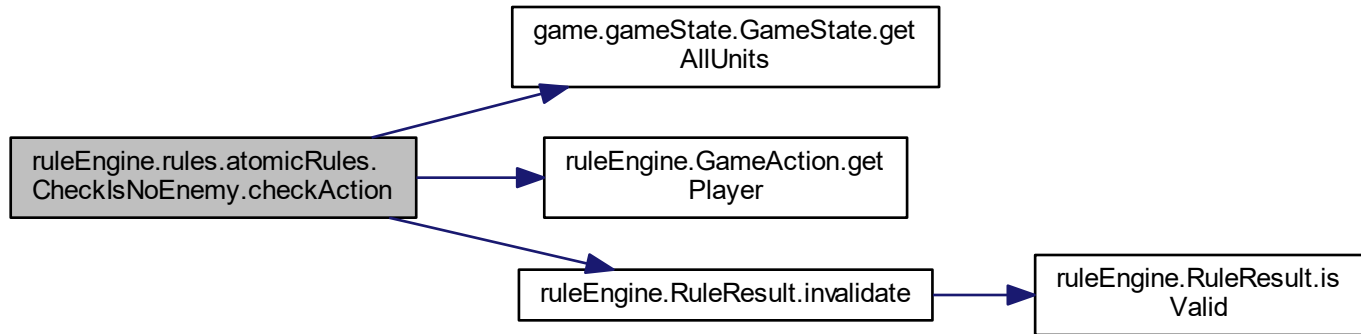 game.gameState.GameState.get
AllUnits
ruleEngine.rules.atomicRules.
CheckIsNoEnemy.checkAction
ruleEngine.GameAction.get
Player
ruleEngine.RuleResult.invalidate
ruleEngine.RuleResult.is
Valid